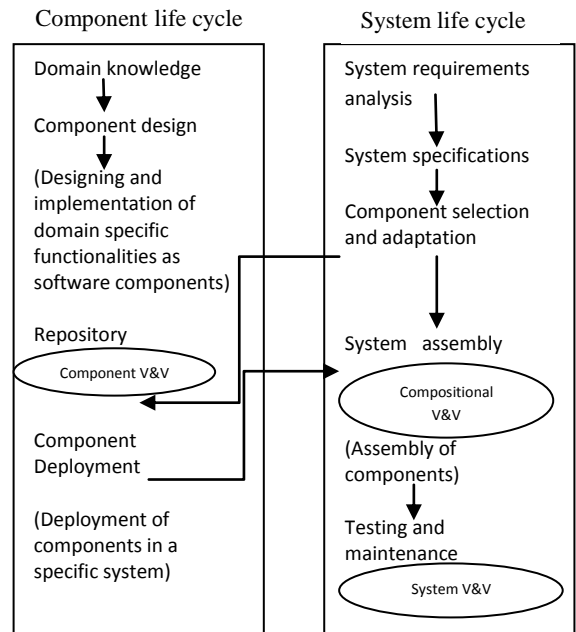 Component life cycle
Domain knowledge
Component design
(Designing and
implementation of
domain specific
functionalities as
software components)
Repository
Component V&V
Component
Deployment
(Deployment of
components in a
specific system)
System life cycle
System requirements
analysis
System specifications
Component selection
and adaptation
System assembly
Compositional
V&V
(Assembly of
components)
Testing and
maintenance
System V&V